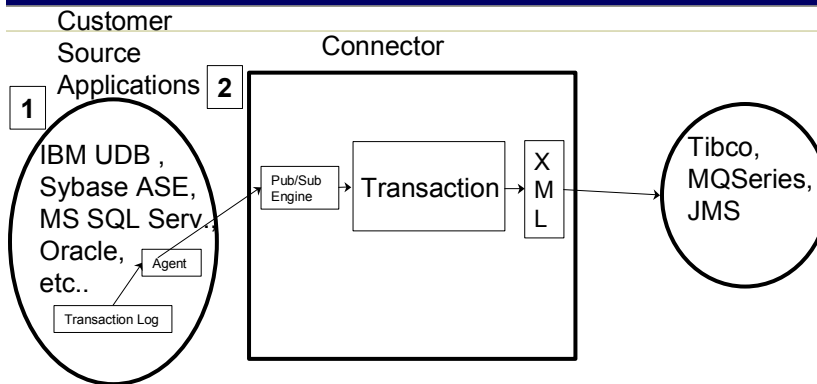 Customer
Source
Applications
1
2
Connector
IBM UDB ,
Sybase ASE,
MS SQL Serv.,
Oracle,
etc..
Agent
Transaction Log
Pub/Sub
Engine
Transaction
X
M
L
Tibco,
MQSeries,
JMS